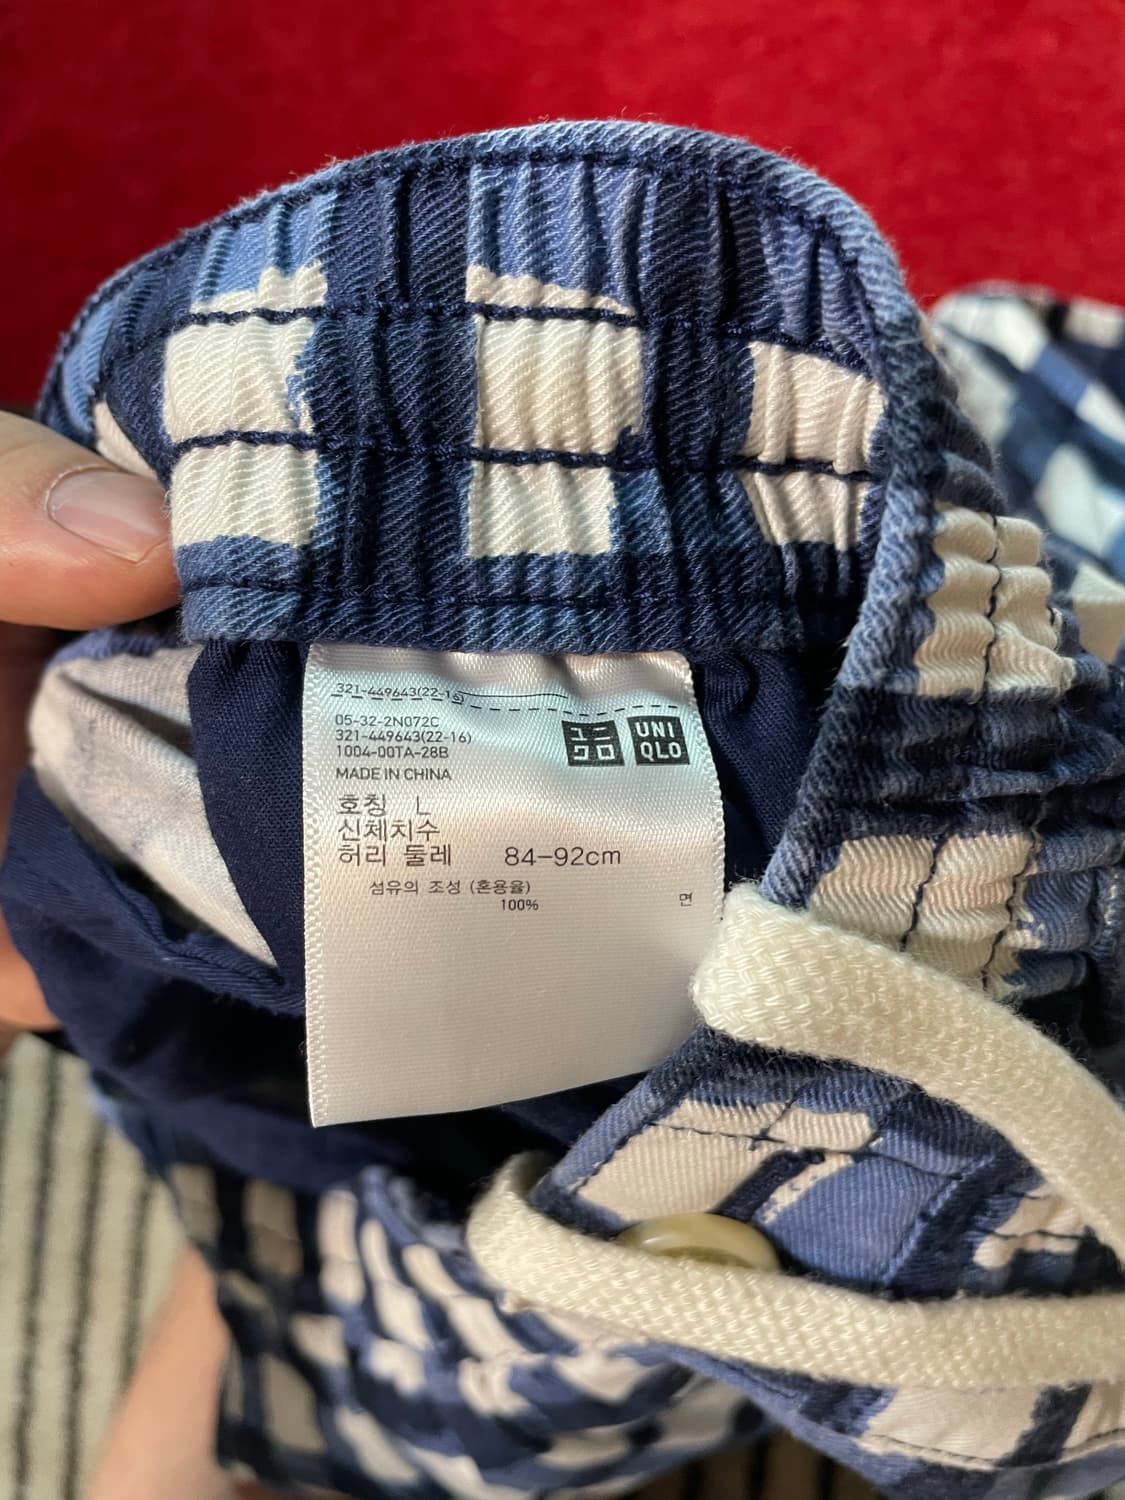 321-449643(22-16)
05-32-2N072C
321-449643(22-16)
1004-00TA-28B
ユニ
クロ
UNI
QLO
MADE IN CHINA
호칭 L
신체치수
허리 둘레 84-92cm
섬유의 조성 (혼용율)
100% 면